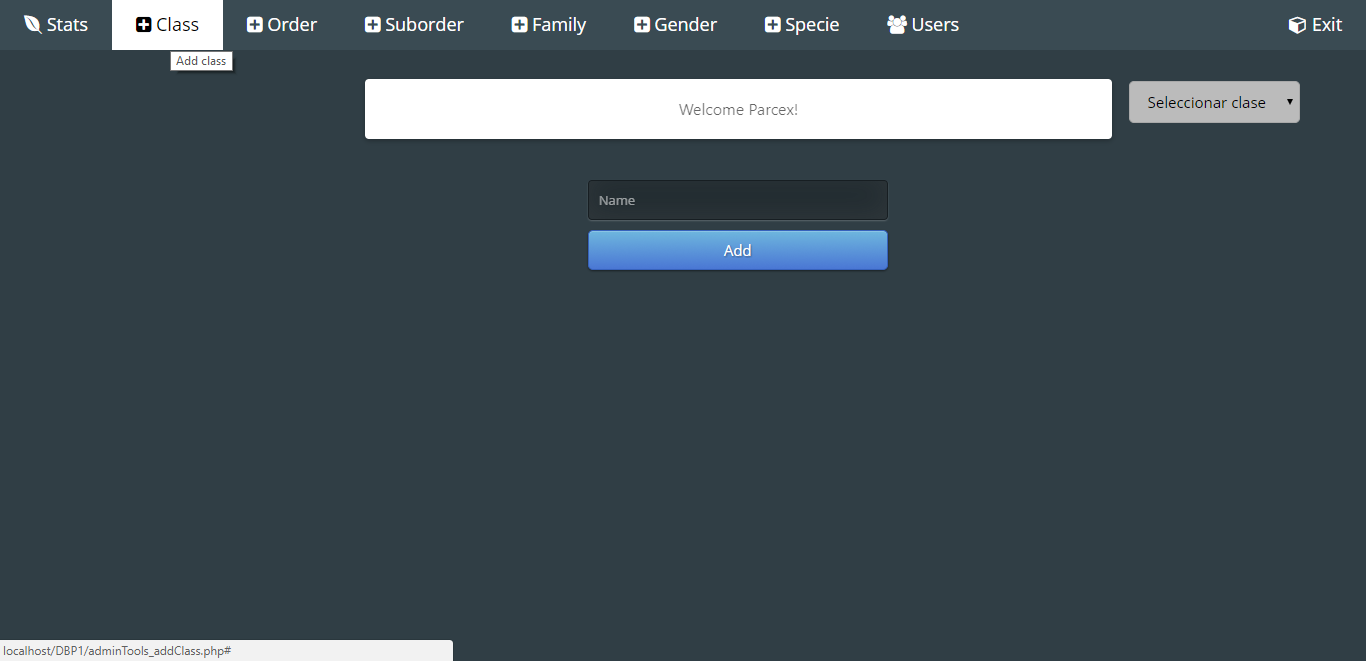 Stats Class Order Suborder Family Gender Specie Users Exit
Add class
Welcome Parcex!
Seleccionar clase
Name
Add
localhost/DBP1/adminTools_addClass.php#